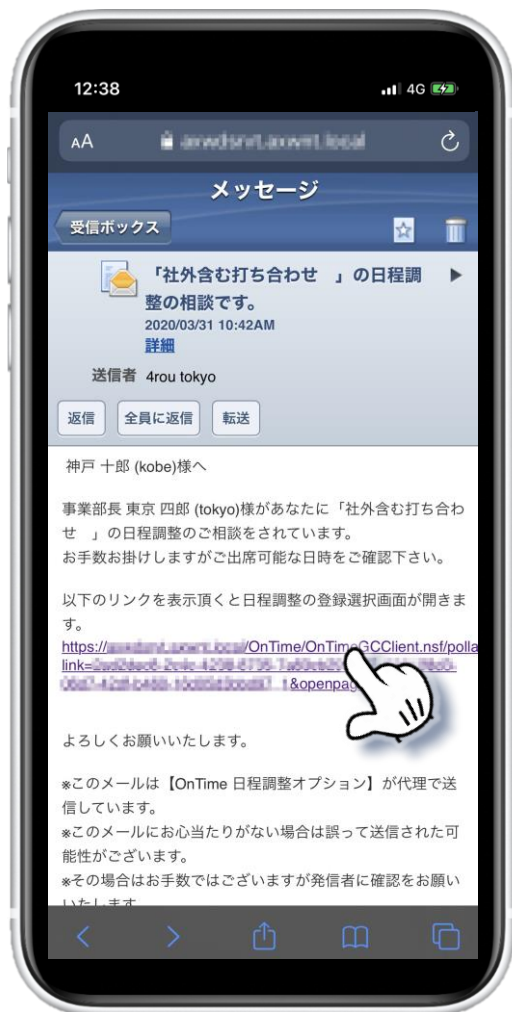 12:38
4G
AA
メッセージ
受信ボックス
「社外含む打ち合わせ　」の日程調
整の相談です。
2020/03/31 10:42AM
詳細
送信者 4rou tokyo
返信 全員に返信 転送
神戸 十郎 (kobe)様へ
事業部長 東京 四郎 (tokyo)様があなたに「社外含む打ち合わ
せ　」の日程調整のご相談をされています。
お手数お掛けしますがご出席可能な日時をご確認下さい。
以下のリンクを表示頂くと日程調整の登録選択画面が開きま
す。
https:// /OnTime/OnTimeGCClient.nsf/polla
link=
&openpag
よろしくお願いいたします。
※このメールは【OnTime 日程調整オプション】が代理で送
信しています。
※このメールにお心当たりがない場合は誤って送信された可
能性がございます。
※その場合はお手数ではございますが発信者に確認をお願い
いたします